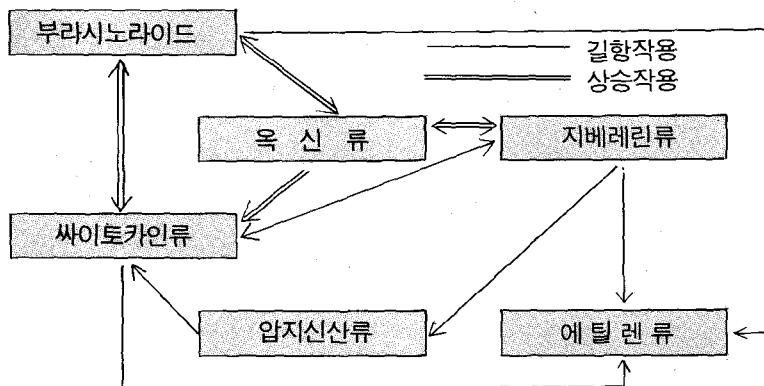 부라시노라이드
길항작용
상승작용
옥 신 류
지베레린류
싸이토카인류
압지신산류
에 틸 렌 류